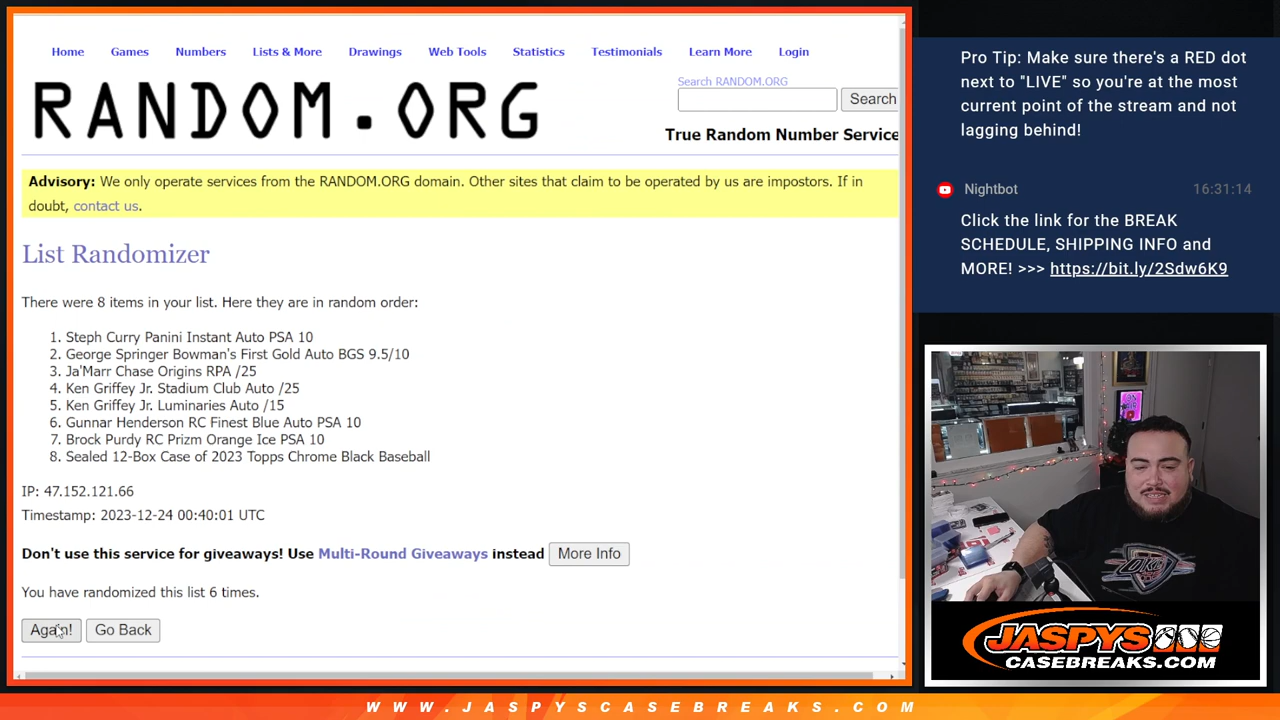 Home Games Numbers Lists & More Drawings Web Tools Statistics Testimonials Learn More Login
RANDOM.ORG
Search RANDOM.ORG
Search
True Random Number Service
Advisory: We only operate services from the RANDOM.ORG domain. Other sites that claim to be operated by us are impostors. If in
doubt, contact us.
List Randomizer
There were 8 items in your list. Here they are in random order:
1. Steph Curry Panini Instant Auto PSA 10
2. George Springer Bowman's First Gold Auto BGS 9.5/10
3. Ja'Marr Chase Origins RPA /25
4. Ken Griffey Jr. Stadium Club Auto /25
5. Ken Griffey Jr. Luminaries Auto /15
6. Gunnar Henderson RC Finest Blue Auto PSA 10
7. Brock Purdy RC Prizm Orange Ice PSA 10
8. Sealed 12-Box Case of 2023 Topps Chrome Black Baseball
IP: 47.152.121.66
Timestamp: 2023-12-24 00:40:01 UTC
Don't use this service for giveaways! Use Multi-Round Giveaways instead More Info
You have randomized this list 6 times.
Again! Go Back
Pro Tip: Make sure there's a RED dot
next to "LIVE" so you're at the most
current point of the stream and not
lagging behind!
Nightbot 16:31:14
Click the link for the BREAK
SCHEDULE, SHIPPING INFO and
MORE! >>> https://bit.ly/2Sdw6K9
OKC
JASPYS
CASEBREAKS.COM
WWW.JASPYSCASEBREAKS.COM